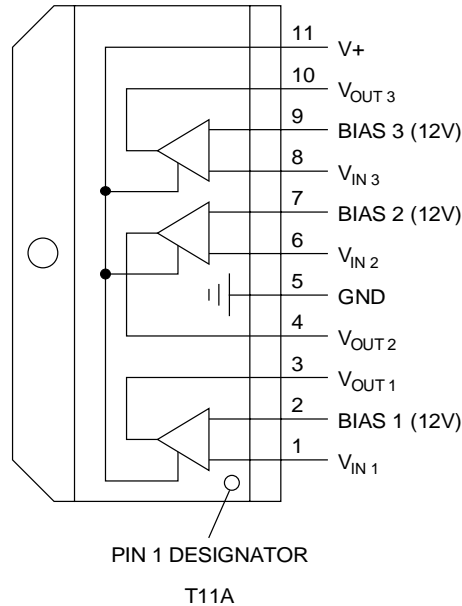 11 V+
10 VOUT 3
9 BIAS 3 (12V)
8 VIN 3
7 BIAS 2 (12V)
6 VIN 2
5 GND
4 VOUT 2
3 VOUT 1
2 BIAS 1 (12V)
1 VIN 1
PIN 1 DESIGNATOR
T11A